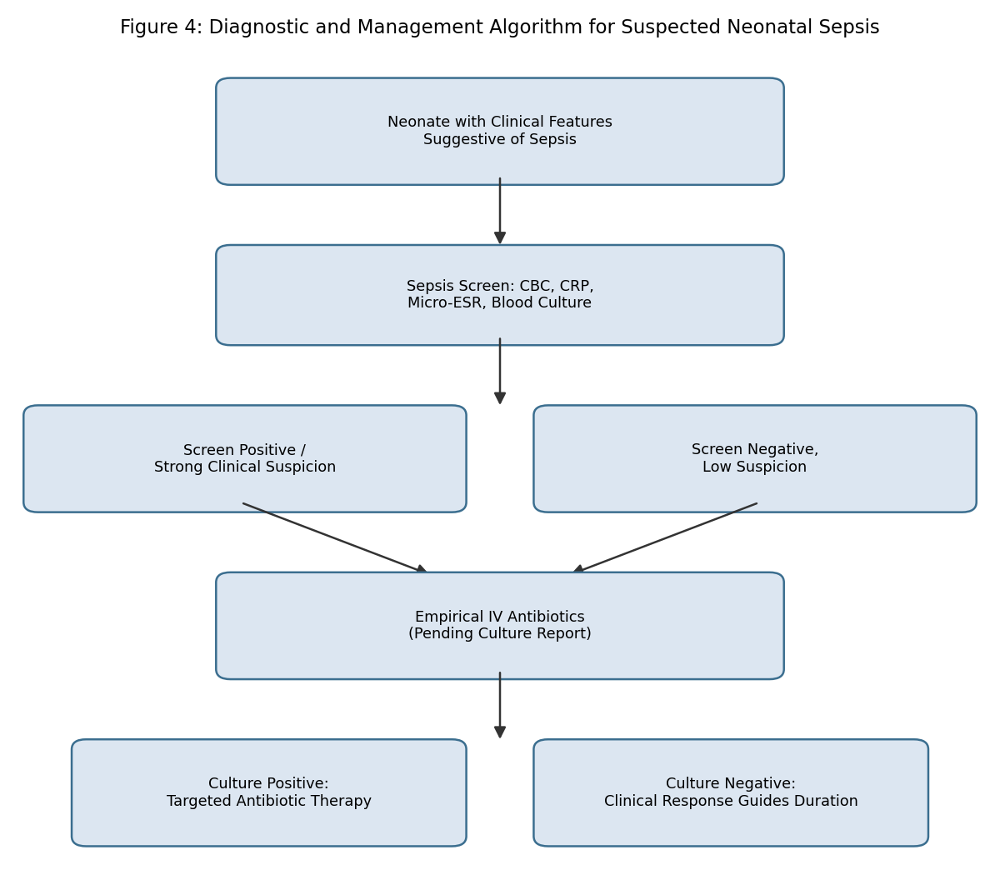 Figure 4: Diagnostic and Management Algorithm for Suspected Neonatal Sepsis
Neonate with Clinical Features
Suggestive of Sepsis
Sepsis Screen: CBC, CRP,
Micro-ESR, Blood Culture
Screen Positive /
Strong Clinical Suspicion
Screen Negative,
Low Suspicion
Empirical IV Antibiotics
(Pending Culture Report)
Culture Positive:
Targeted Antibiotic Therapy
Culture Negative:
Clinical Response Guides Duration